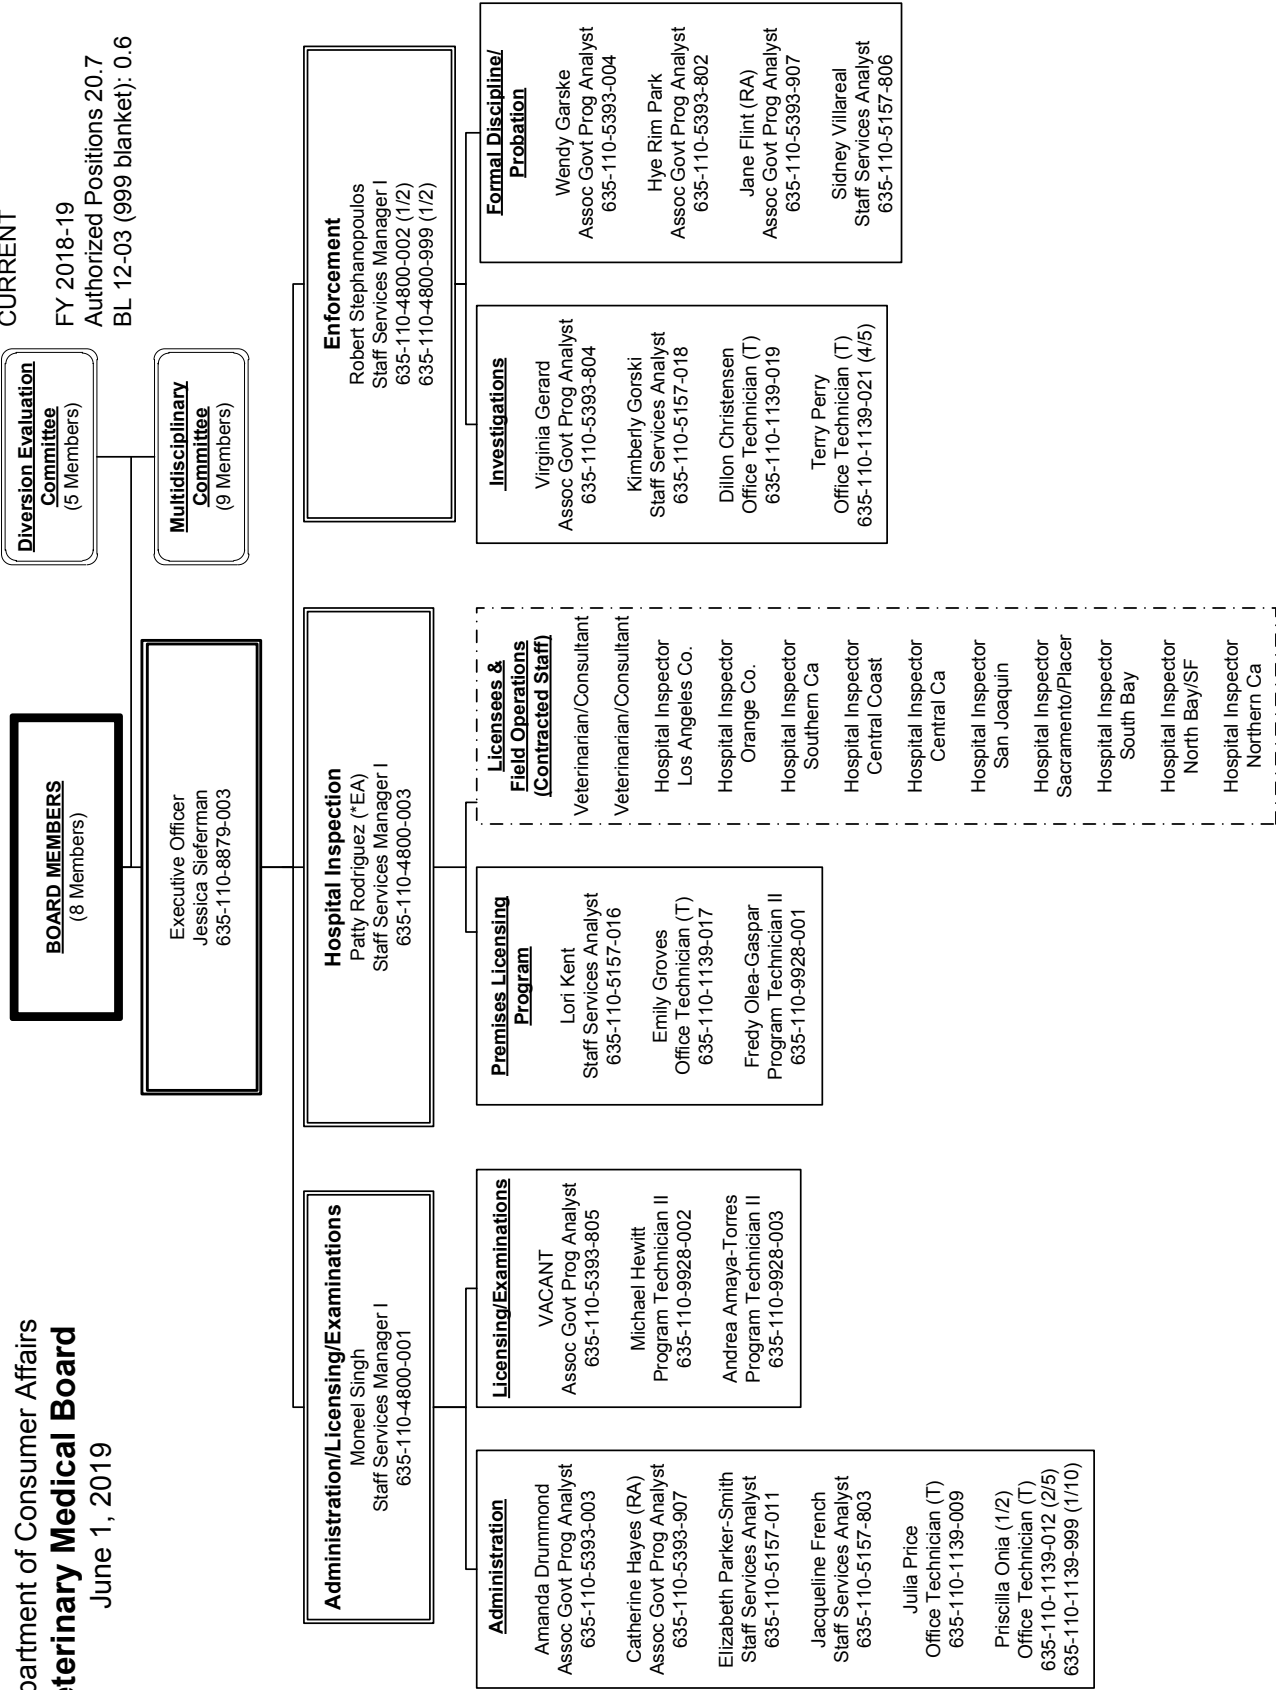 partment of Consumer Affairs
eterinary Medical Board
June 1, 2019
CURRENT
FY 2018-19
Authorized Positions 20.7
BL 12-03 (999 blanket): 0.6
BOARD MEMBERS
(8 Members)
Diversion Evaluation
Committee
(5 Members)
Multidisciplinary
Committee
(9 Members)
Executive Officer
Jessica Sieferman
635-110-8879-003
Administration/Licensing/Examinations
Moneel Singh
Staff Services Manager I
635-110-4800-001
Hospital Inspection
Patty Rodriguez (*EA)
Staff Services Manager I
635-110-4800-003
Enforcement
Robert Stephanopoulos
Staff Services Manager I
635-110-4800-002 (1/2)
635-110-4800-999 (1/2)
Administration
Amanda Drummond
Assoc Govt Prog Analyst
635-110-5393-003
Catherine Hayes (RA)
Assoc Govt Prog Analyst
635-110-5393-907
Elizabeth Parker-Smith
Staff Services Analyst
635-110-5157-011
Jacqueline French
Staff Services Analyst
635-110-5157-803
Julia Price
Office Technician (T)
635-110-1139-009
Priscilla Onia (1/2)
Office Technician (T)
635-110-1139-012 (2/5)
635-110-1139-999 (1/10)
Licensing/Examinations
VACANT
Assoc Govt Prog Analyst
635-110-5393-805
Michael Hewitt
Program Technician II
635-110-9928-002
Andrea Amaya-Torres
Program Technician II
635-110-9928-003
Premises Licensing
Program
Lori Kent
Staff Services Analyst
635-110-5157-016
Emily Groves
Office Technician (T)
635-110-1139-017
Fredy Olea-Gaspar
Program Technician II
635-110-9928-001
Licensees &
Field Operations
(Contracted Staff)
Veterinarian/Consultant
Veterinarian/Consultant
Hospital Inspector
Los Angeles Co.
Hospital Inspector
Orange Co.
Hospital Inspector
Southern Ca
Hospital Inspector
Central Coast
Hospital Inspector
Central Ca
Hospital Inspector
San Joaquin
Hospital Inspector
Sacramento/Placer
Hospital Inspector
South Bay
Hospital Inspector
North Bay/SF
Hospital Inspector
Northern Ca
Investigations
Virginia Gerard
Assoc Govt Prog Analyst
635-110-5393-804
Kimberly Gorski
Staff Services Analyst
635-110-5157-018
Dillon Christensen
Office Technician (T)
635-110-1139-019
Terry Perry
Office Technician (T)
635-110-1139-021 (4/5)
Formal Discipline/
Probation
Wendy Garske
Assoc Govt Prog Analyst
635-110-5393-004
Hye Rim Park
Assoc Govt Prog Analyst
635-110-5393-802
Jane Flint (RA)
Assoc Govt Prog Analyst
635-110-5393-907
Sidney Villareal
Staff Services Analyst
635-110-5157-806